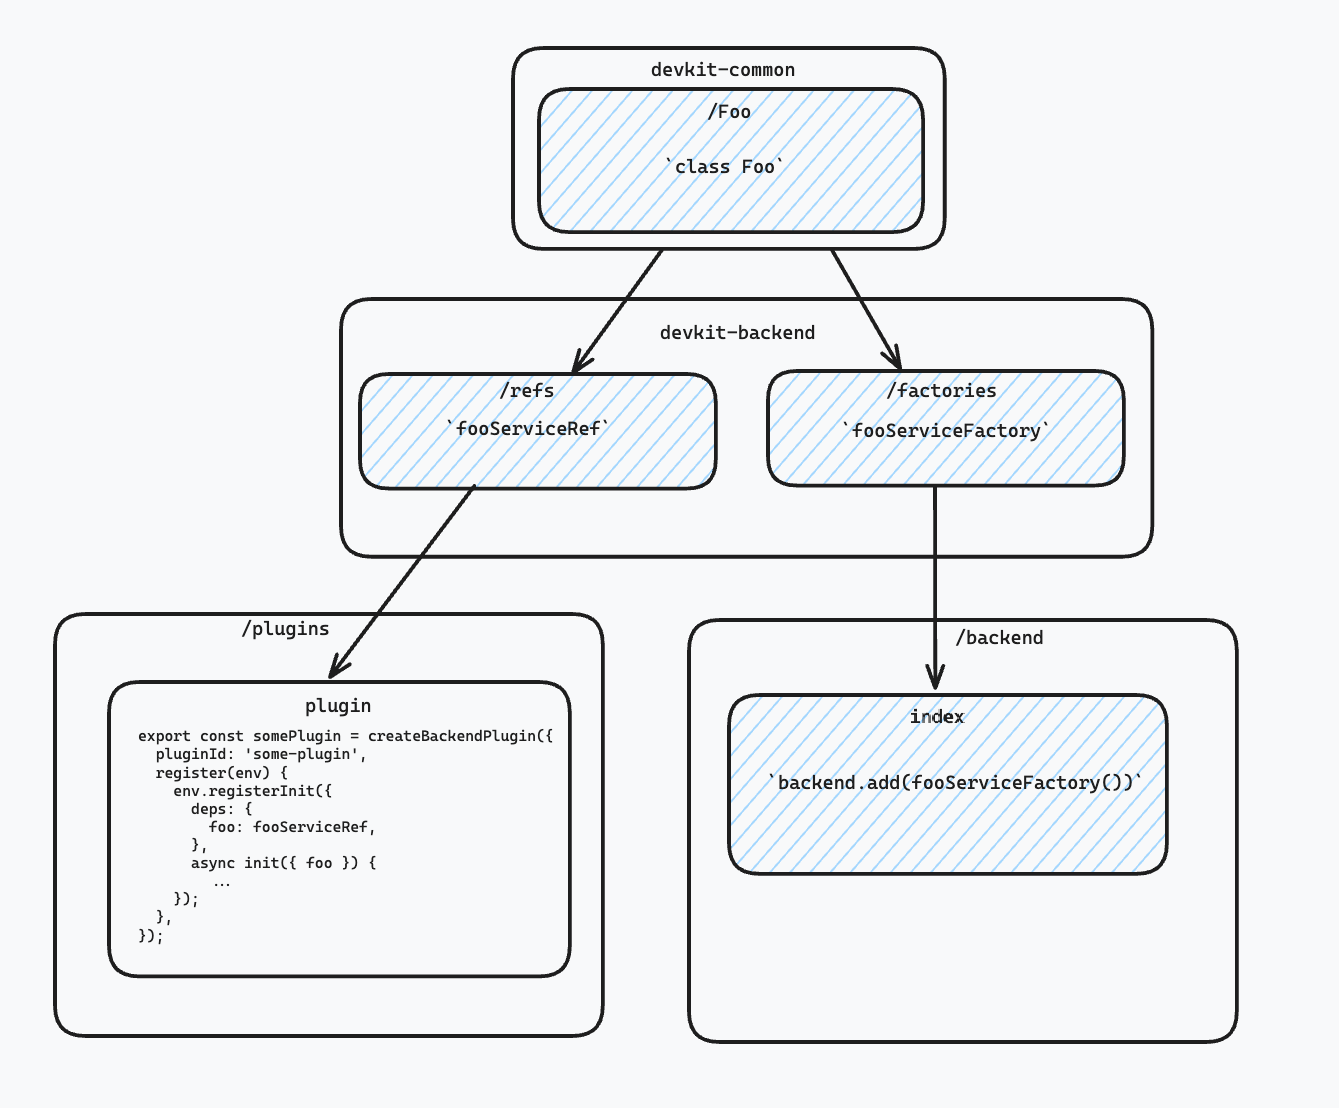 devkit-common
/Foo
`class Foo`
devkit-backend
/refs
`fooServiceRef`
/factories
`fooServiceFactory`
/plugins
plugin
export const somePlugin = createBackendPlugin({
  pluginId: 'some-plugin',
  register(env) {
    env.registerInit({
      deps: {
        foo: fooServiceRef,
      },
      async init({ foo }) {
        ...
    });
  },
});
/backend
index
`backend.add(fooServiceFactory())`